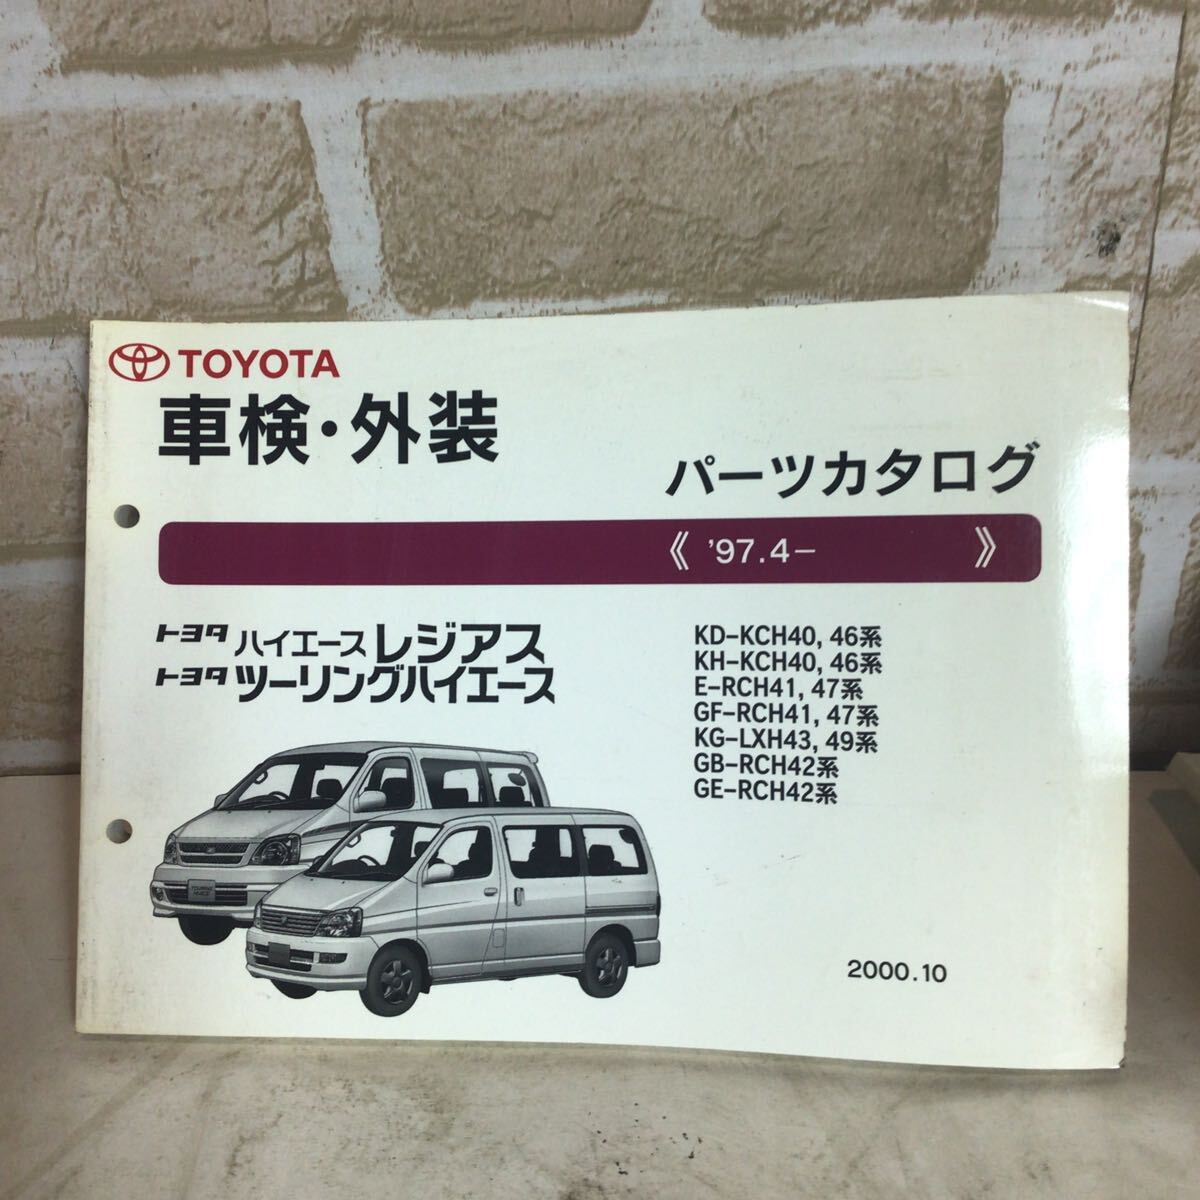 TOYOTA
車検・外装
パーツカタログ
《 '97.4− 》
トヨタ ハイエース レジアス
トヨタ ツーリングハイエース
KD−KCH40, 46系
KH−KCH40, 46系
E−RCH41, 47系
GF−RCH41, 47系
KG−LXH43, 49系
GB−RCH42系
GE−RCH42系
TOURING
HIACE
2000.10